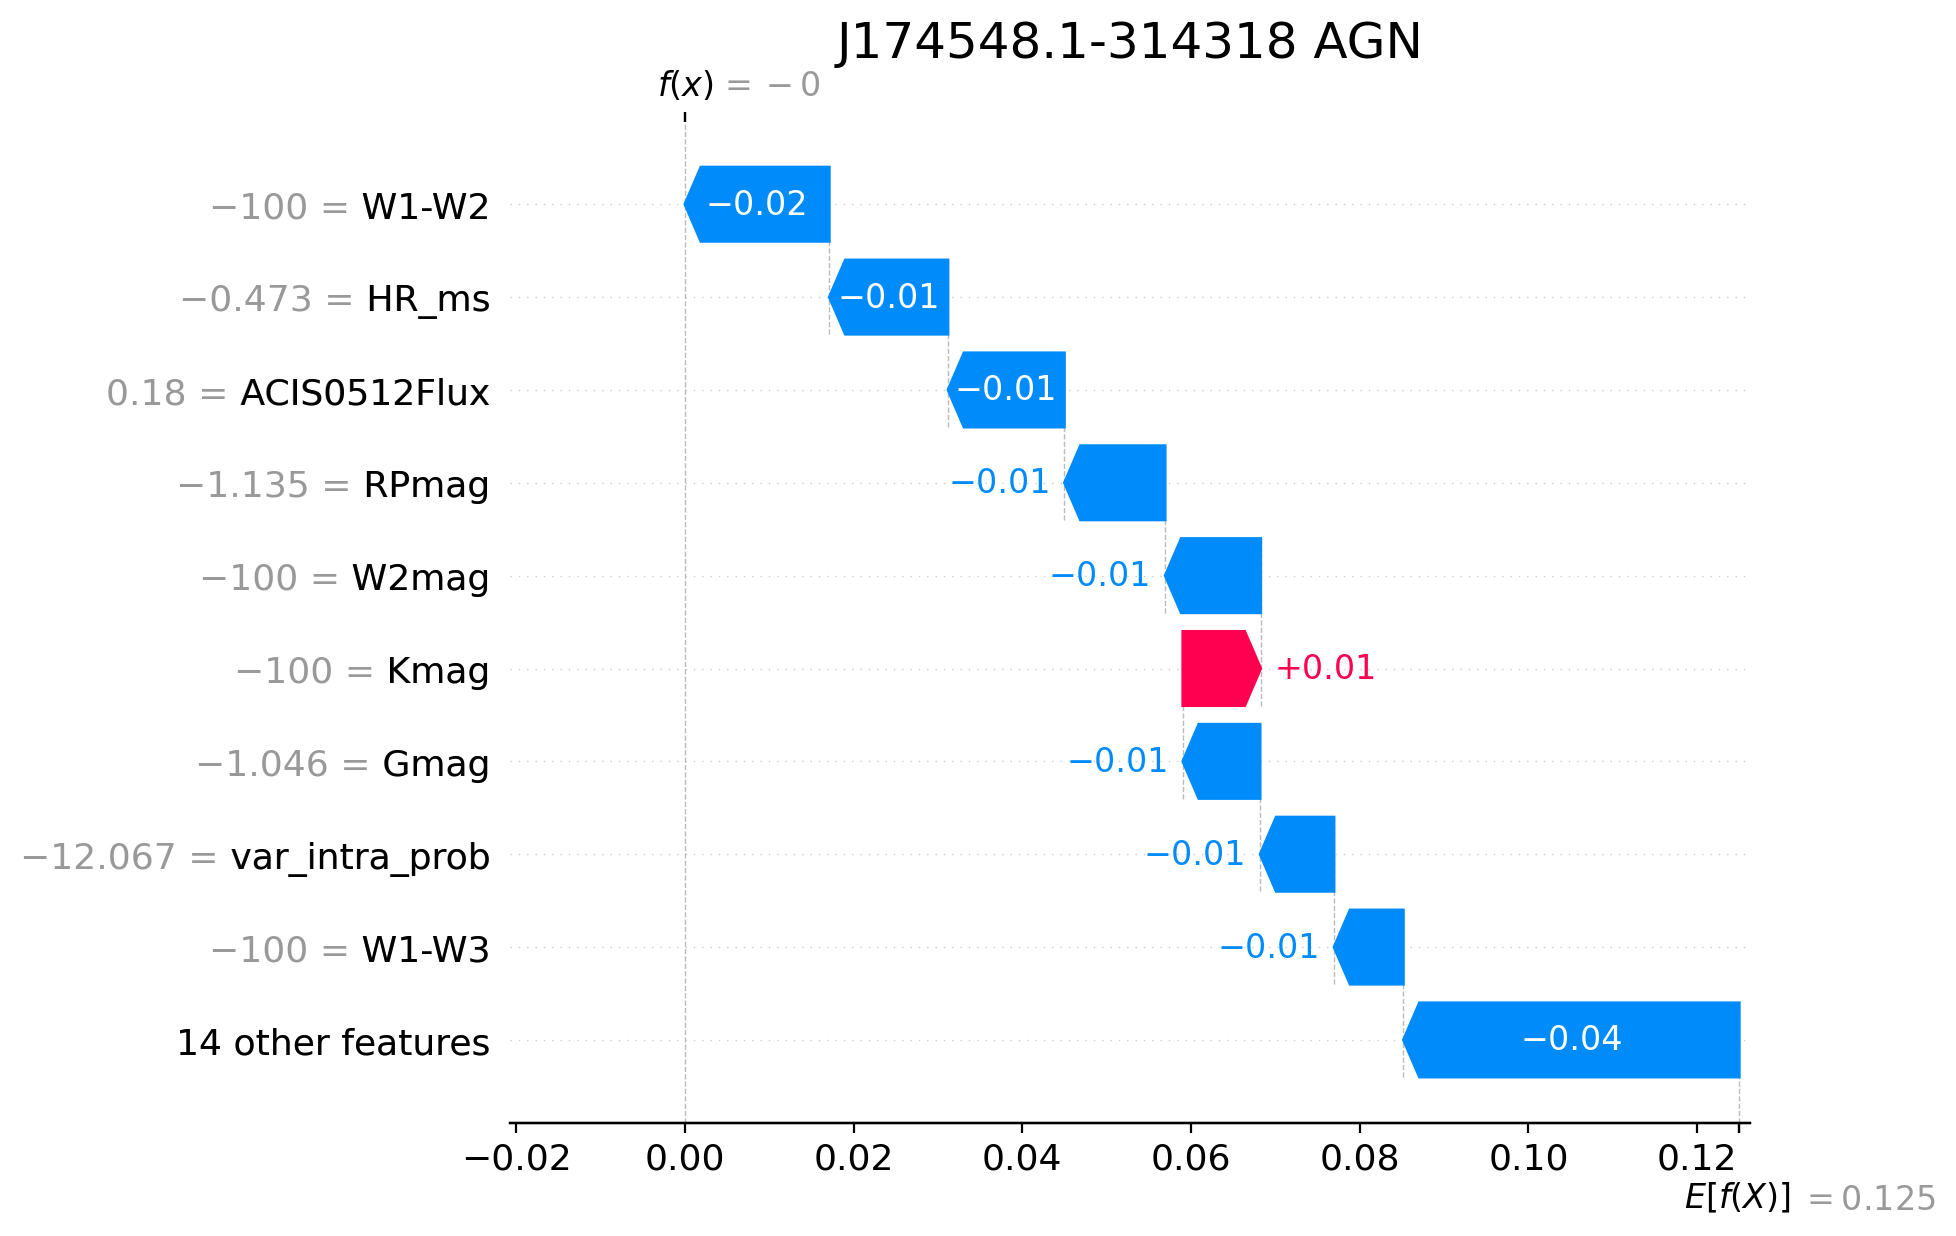 J174548.1-314318 AGN
f(x) = −0
−100 = W1-W2
−0.02
−0.473 = HR_ms
−0.01
0.18 = ACIS0512Flux
−0.01
−1.135 = RPmag
−0.01
−100 = W2mag
−0.01
−100 = Kmag
+0.01
−1.046 = Gmag
−0.01
−12.067 = var_intra_prob
−0.01
−100 = W1-W3
−0.01
14 other features
−0.04
−0.02 0.00 0.02 0.04 0.06 0.08 0.10 0.12
E[f(X)] = 0.125